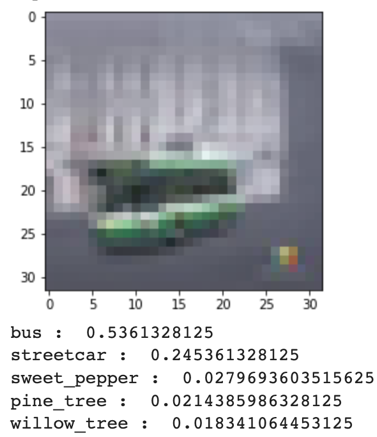 0
5
10
15
20
25
30
0 5 10 15 20 25 30
bus : 0.5361328125
streetcar : 0.245361328125
sweet_pepper : 0.0279693603515625
pine_tree : 0.0214385986328125
willow_tree : 0.018341064453125